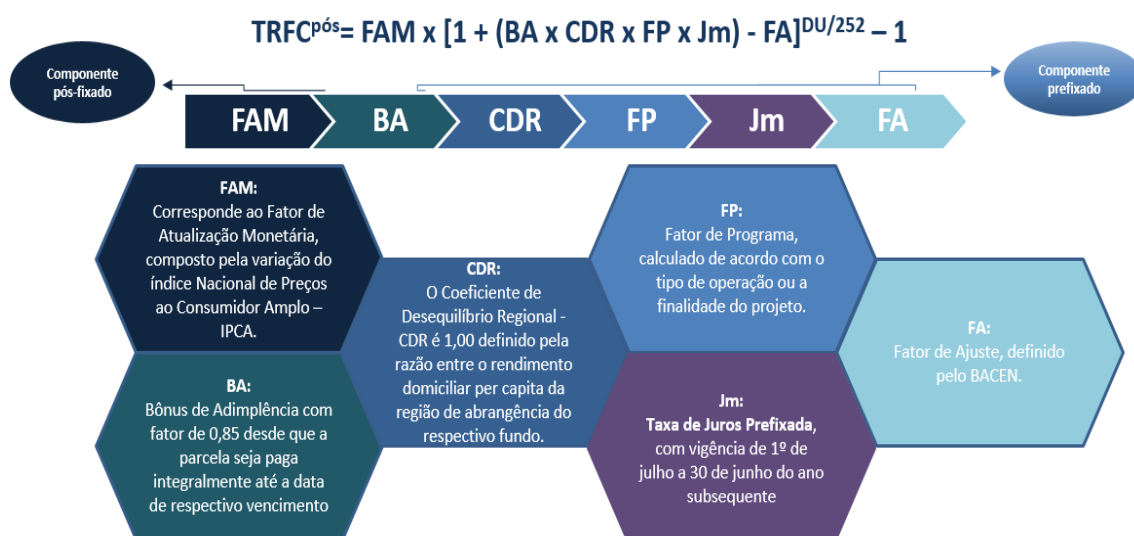 TRFCpós= FAM x [1 + (BA x CDR x FP x Jm) - FA]DU/252 – 1
Componente
pós-fixado
Componente
prefixado
FAM
BA
CDR
FP
Jm
FA
FAM:
Corresponde ao Fator de
Atualização Monetária,
composto pela variação do
índice Nacional de Preços
ao Consumidor Amplo –
IPCA.
BA:
Bônus de Adimplência com
fator de 0,85 desde que a
parcela seja paga
integralmente até a data
de respectivo vencimento
CDR:
O Coeficiente de
Desequilíbrio Regional -
CDR é 1,00 definido pela
razão entre o rendimento
domiciliar per capita da
região de abrangência do
respectivo fundo.
FP:
Fator de Programa,
calculado de acordo com o
tipo de operação ou a
finalidade do projeto.
Jm:
Taxa de Juros Prefixada,
com vigência de 1º de
julho a 30 de junho do ano
subsequente
FA:
Fator de Ajuste, definido
pelo BACEN.